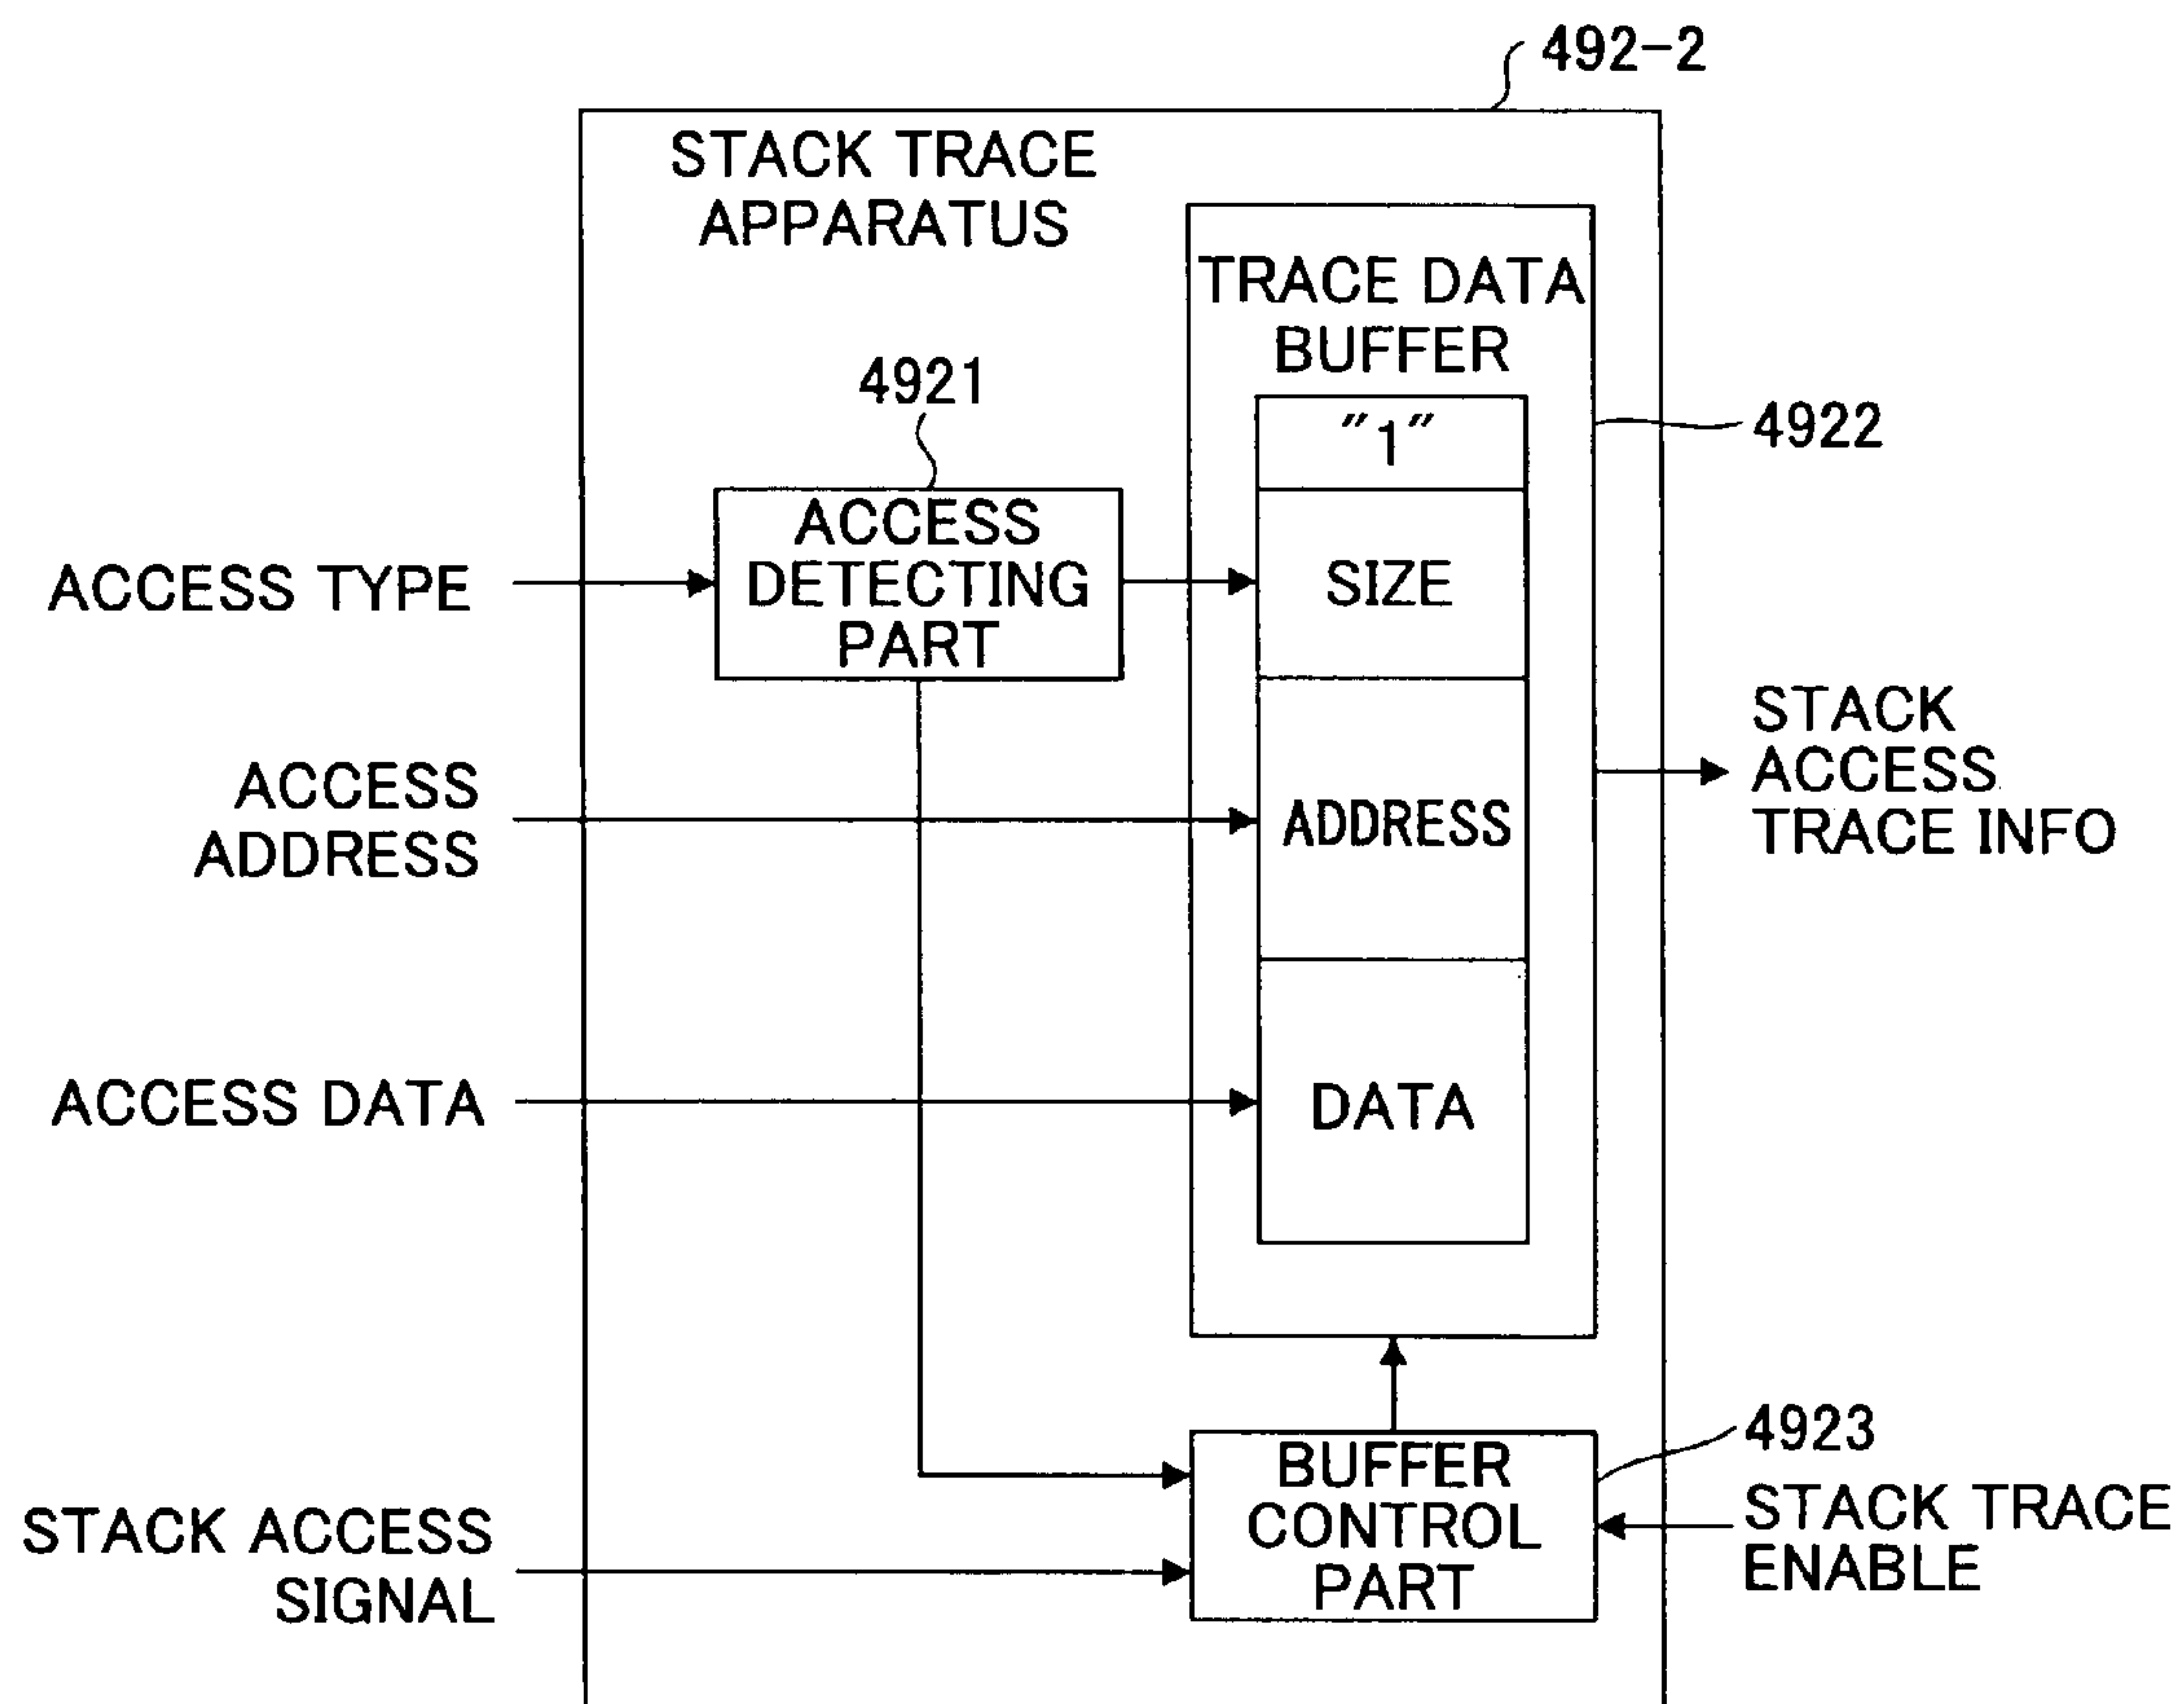 492-2
STACK TRACE
APPARATUS
TRACE DATA
BUFFER
"1"
4921
4922
ACCESS
DETECTING
PART
ACCESS TYPE
SIZE
STACK
ACCESS
TRACE INFO
ACCESS
ADDRESS
ADDRESS
ACCESS DATA
DATA
4923
BUFFER
CONTROL
PART
STACK ACCESS
SIGNAL
STACK TRACE
ENABLE